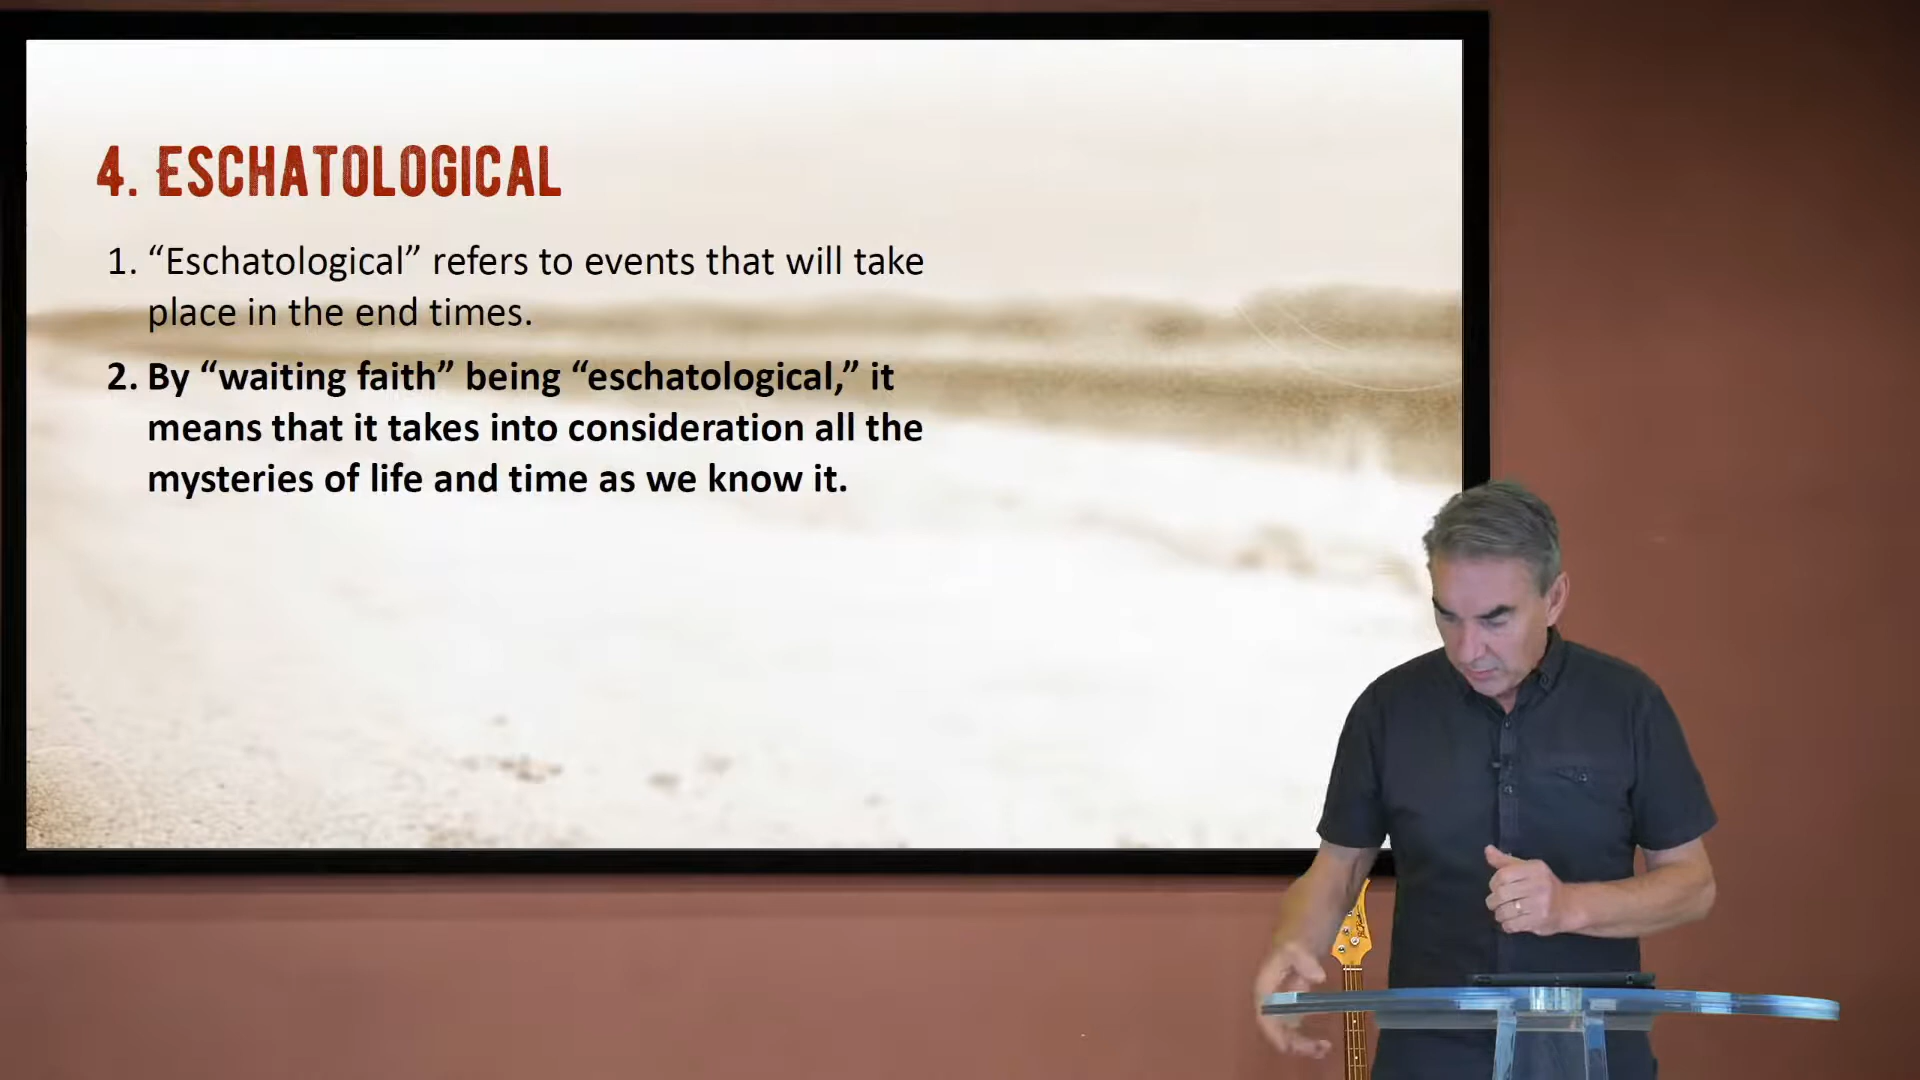 4. ESCHATOLOGICAL
1. “Eschatological” refers to events that will take
place in the end times.
2. By “waiting faith” being “eschatological,” it
means that it takes into consideration all the
mysteries of life and time as we know it.